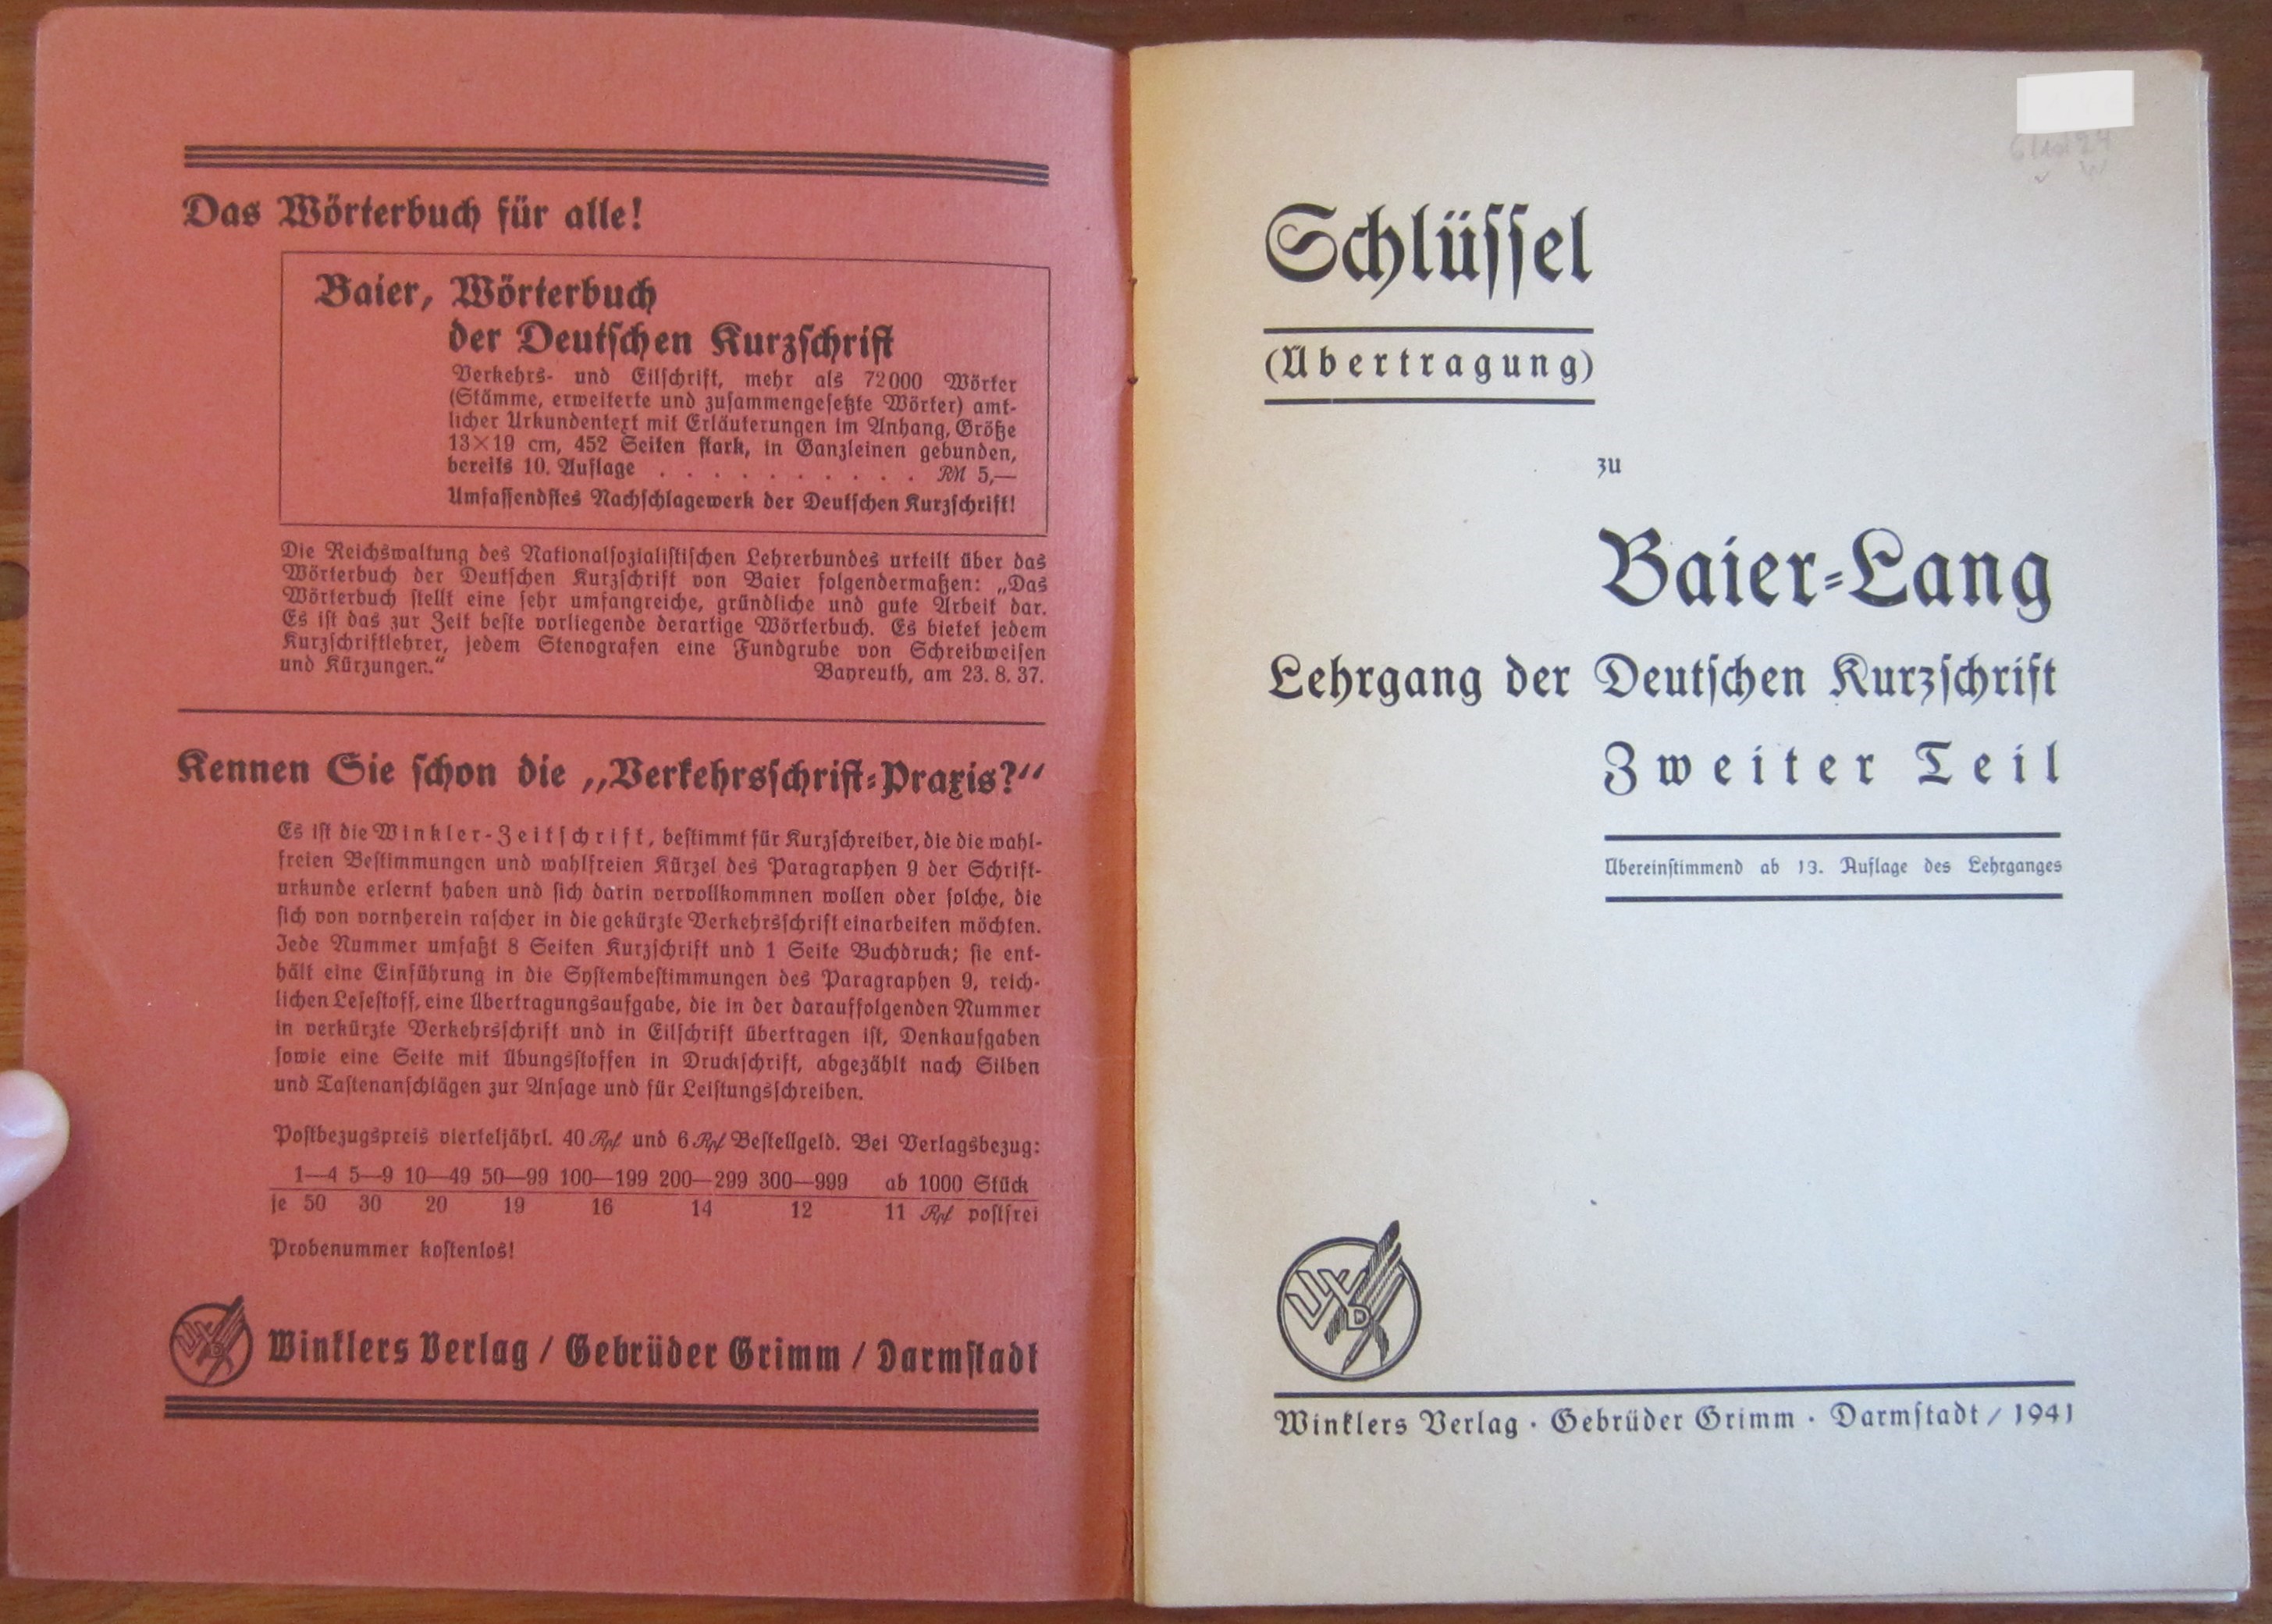 Das Wörterbuch für alle!
Baier, Wörterbuch
der Deutschen Kurzschrift
Verkehrs- und Eilschrift, mehr als 72000 Wörter
(Stämme, erweiterte und zusammengesetzte Wörter) amt-
licher Urkundentext mit Erläuterungen im Anhang, Größe
13×19 cm, 452 Seiten stark, in Ganzleinen gebunden,
bereits 10. Auflage . . . . . . . . . . RM 5,—
Umfassendstes Nachschlagewerk der Deutschen Kurzschrift!
Die Reichswaltung des Nationalsozialistischen Lehrerbundes urteilt über das
Wörterbuch der Deutschen Kurzschrift von Baier folgendermaßen: „Das
Wörterbuch stellt eine sehr umfangreiche, gründliche und gute Arbeit dar.
Es ist das zur Zeit beste vorliegende derartige Wörterbuch. Es bietet jedem
Kurzschriftlehrer, jedem Stenografen eine Fundgrube von Schreibweisen
und Kürzungen.“ Bayreuth, am 23. 8. 37.
Kennen Sie schon die „Verkehrsschrift-Praxis?“
Es ist die Winkler-Zeitschrift, bestimmt für Kurzschreiber, die die wahl-
freien Bestimmungen und wahlfreien Kürzel des Paragraphen 9 der Schrift-
urkunde erlernt haben und sich darin vervollkommnen wollen oder solche, die
sich von vornherein rascher in die gekürzte Verkehrsschrift einarbeiten möchten.
Jede Nummer umfaßt 8 Seiten Kurzschrift und 1 Seite Buchdruck; sie ent-
hält eine Einführung in die Systembestimmungen des Paragraphen 9, reich-
lichen Lesestoff, eine Übertragungsaufgabe, die in der darauffolgenden Nummer
in verkürzte Verkehrsschrift und in Eilschrift übertragen ist, Denkaufgaben
sowie eine Seite mit Übungsstoffen in Druckschrift, abgezählt nach Silben
und Tastenanschlägen zur Ansage und für Leistungsschreiben.
Postbezugspreis vierteljährl. 40 Rpf und 6 Rpf Bestellgeld. Bei Verlagsbezug:
1—4 5—9 10—49 50—99 100—199 200—299 300—999 ab 1000 Stück
je 50 30 20 19 16 14 12 11 Rpf postfrei
Probenummer kostenlos!
WVD Winklers Verlag / Gebrüder Grimm / Darmstadt
Schlüssel
(Übertragung)
zu
Baier-Lang
Lehrgang der Deutschen Kurzschrift
Zweiter Teil
Übereinstimmend ab 13. Auflage des Lehrganges
WVD
Winklers Verlag · Gebrüder Grimm · Darmstadt / 1941